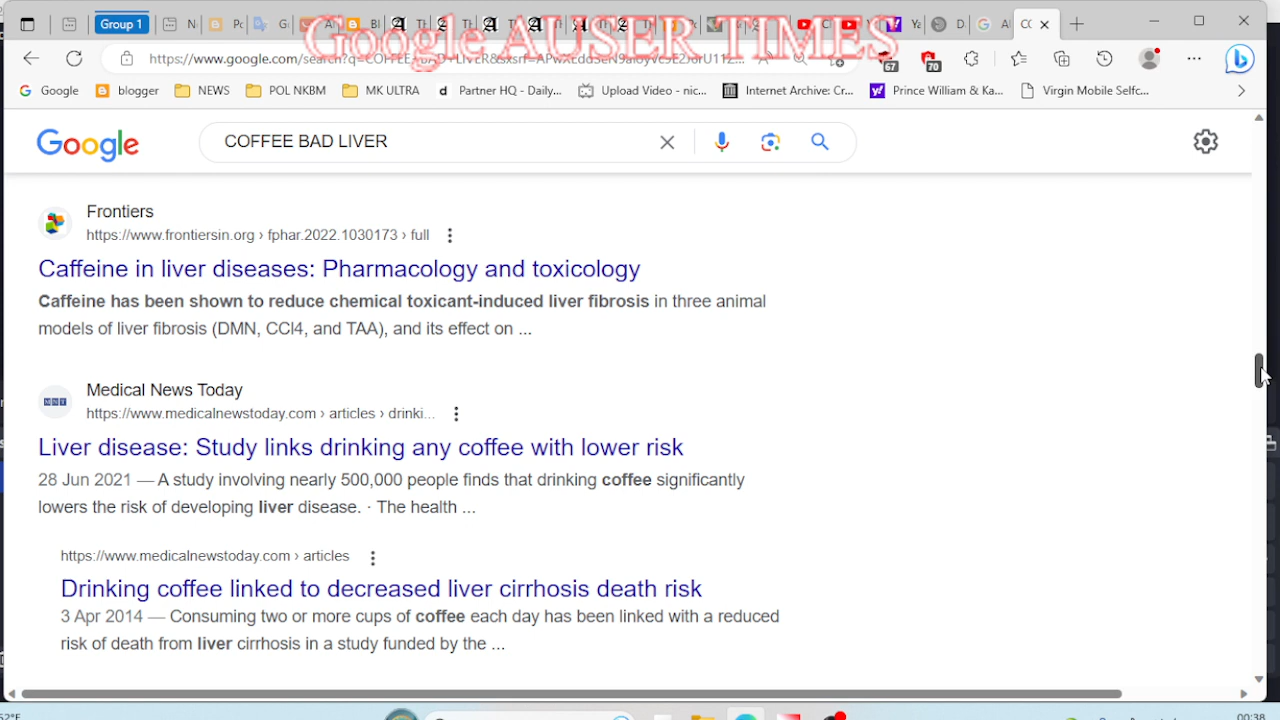 Group 1
Google AUSER TIMES
67
70
Google
blogger
NEWS
POL NKBM
MK ULTRA
Partner HQ - Daily...
Upload Video - nic...
Internet Archive: Cr...
Prince William & Ka...
Virgin Mobile Selfc...
Google
COFFEE BAD LIVER
Frontiers
https://www.frontiersin.org › fphar.2022.1030173 › full
Caffeine in liver diseases: Pharmacology and toxicology
Caffeine has been shown to reduce chemical toxicant-induced liver fibrosis in three animal
models of liver fibrosis (DMN, CCl4, and TAA), and its effect on ...
Medical News Today
https://www.medicalnewstoday.com › articles › drinki...
Liver disease: Study links drinking any coffee with lower risk
28 Jun 2021 — A study involving nearly 500,000 people finds that drinking coffee significantly
lowers the risk of developing liver disease. · The health ...
https://www.medicalnewstoday.com › articles
Drinking coffee linked to decreased liver cirrhosis death risk
3 Apr 2014 — Consuming two or more cups of coffee each day has been linked with a reduced
risk of death from liver cirrhosis in a study funded by the ...
00:38